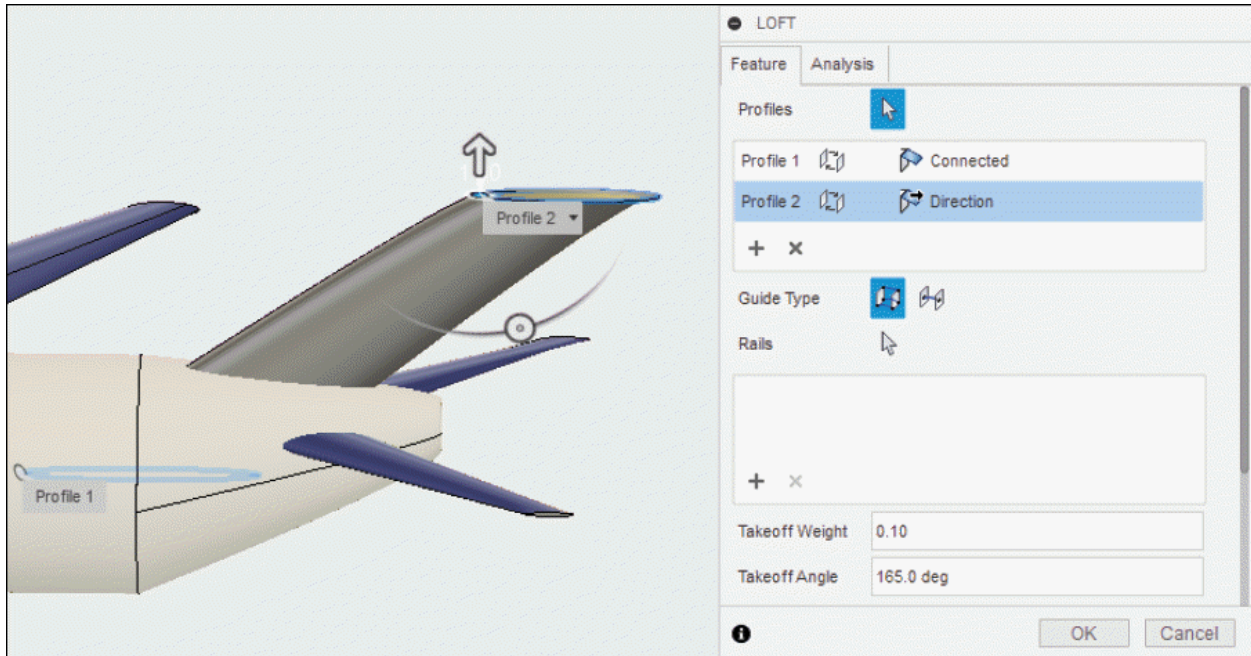 LOFT
Feature Analysis
Profiles
Profile 1 Connected
Profile 2 Direction
Guide Type
Rails
Takeoff Weight 0.10
Takeoff Angle 165.0 deg
OK Cancel
Profile 2
Profile 1